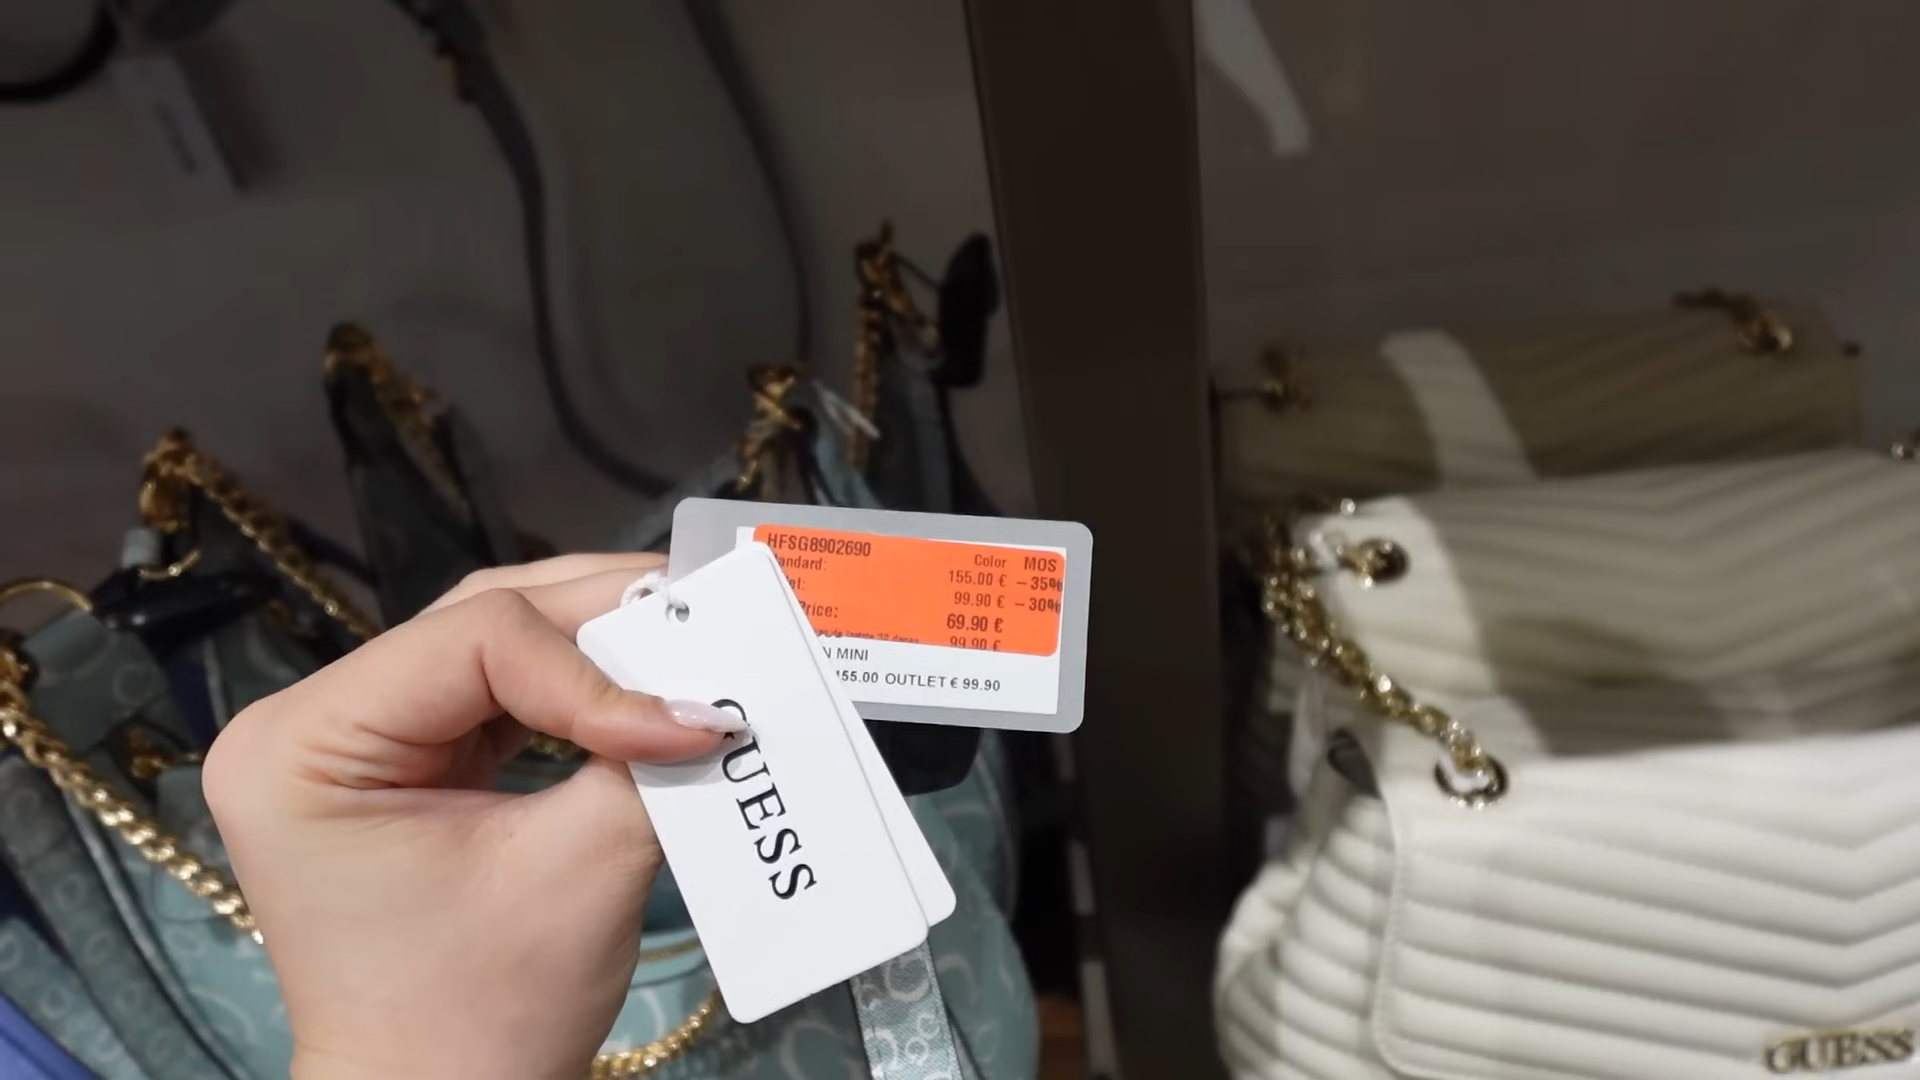 HFSG8902690
Color MOS
155.00 € – 35%
99.90 € – 30%
Price: 69.90 €
99.90 €
MINI
155.00 OUTLET € 99.90
GUESS
GUESS